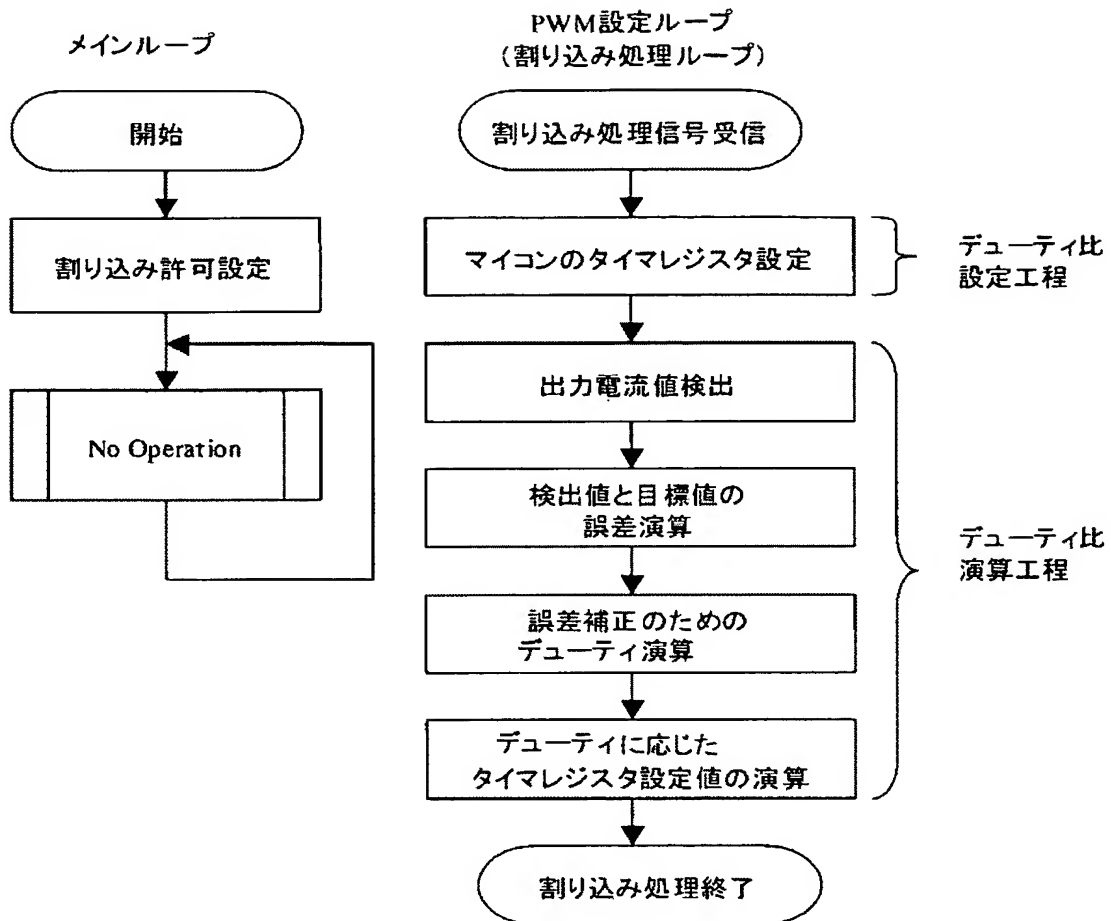 メインループ
開始
割り込み許可設定
No Operation
PWM設定ループ
(割り込み処理ループ)
割り込み処理信号受信
マイコンのタイマレジスタ設定
デューティ比
設定工程
出力電流値検出
検出値と目標値の
誤差演算
誤差補正のための
デューティ演算
デューティに応じた
タイマレジスタ設定値の演算
デューティ比
演算工程
割り込み処理終了